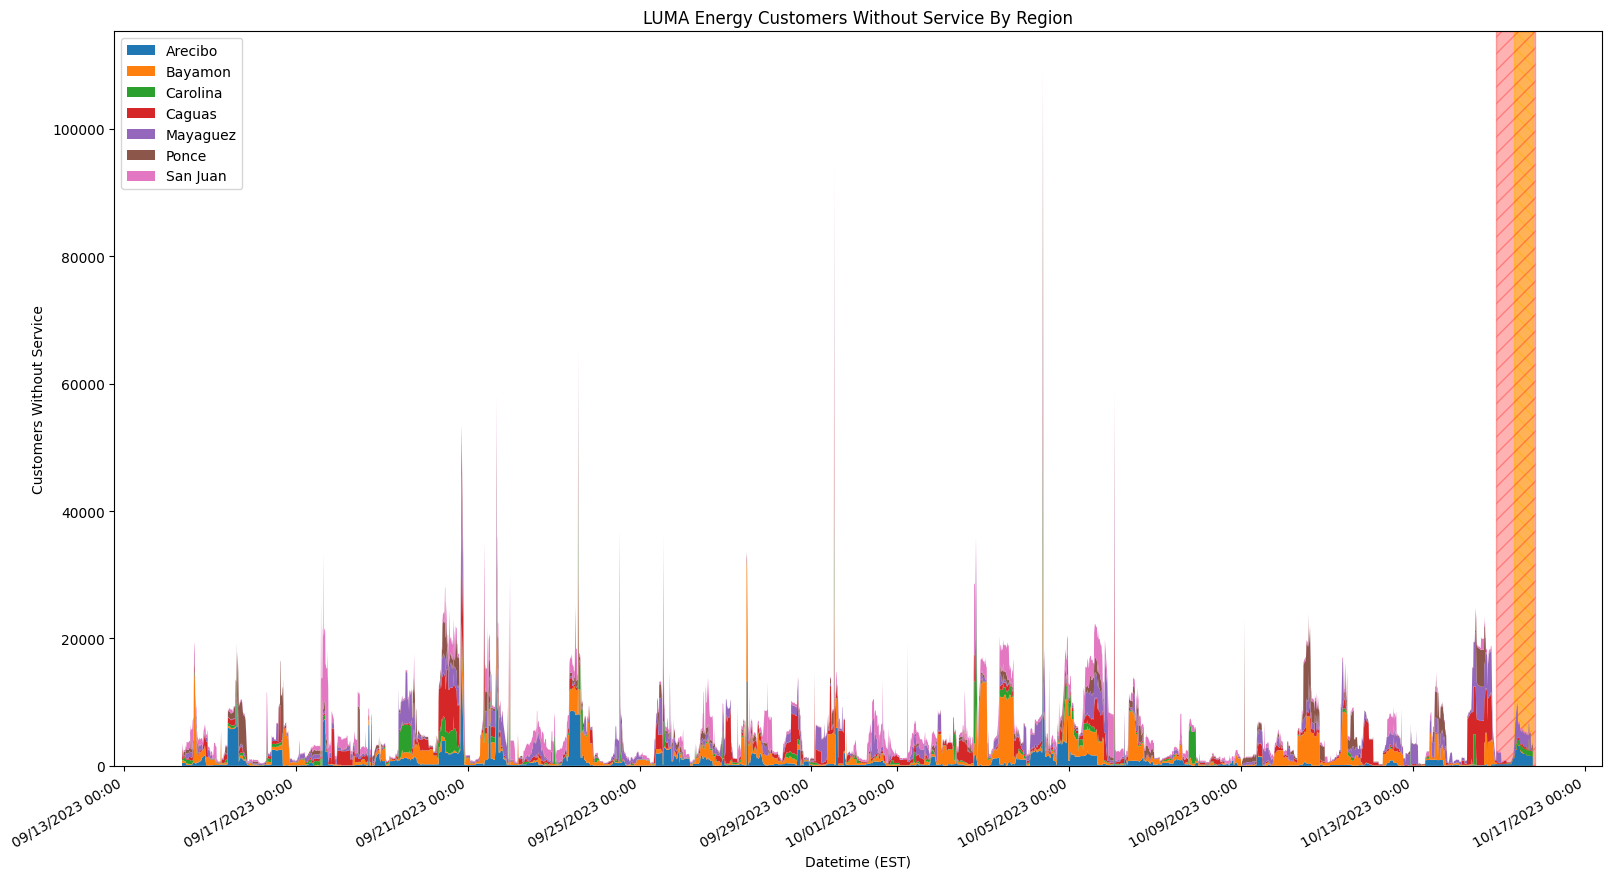 LUMA Energy Customers Without Service By Region
Arecibo
Bayamon
Carolina
Caguas
Mayaguez
Ponce
San Juan
100000
80000
60000
40000
20000
0
Customers Without Service
09/13/2023 00:00
09/17/2023 00:00
09/21/2023 00:00
09/25/2023 00:00
09/29/2023 00:00
10/01/2023 00:00
10/05/2023 00:00
10/09/2023 00:00
10/13/2023 00:00
10/17/2023 00:00
Datetime (EST)